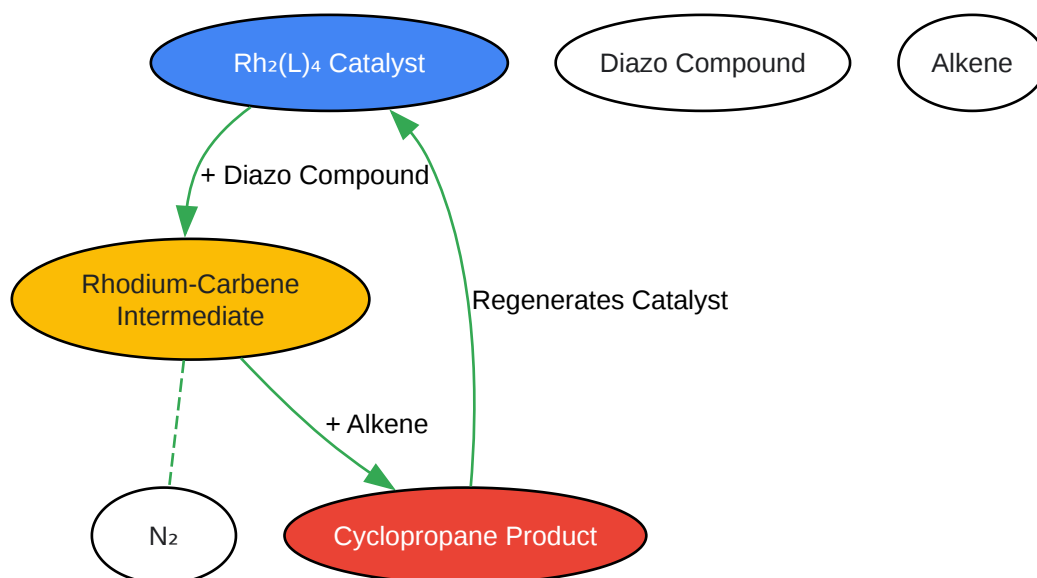 Rh₂(L)₄ Catalyst
Diazo Compound
Alkene
+ Diazo Compound
Rhodium-Carbene
Intermediate
Regenerates Catalyst
+ Alkene
N₂
Cyclopropane Product